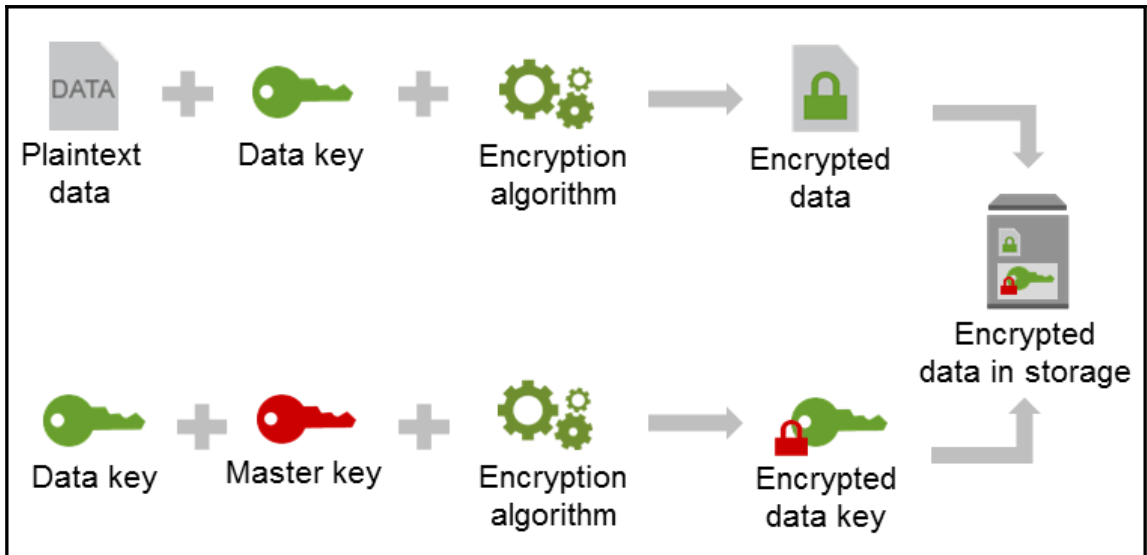 DATA
Plaintext
data
Data key
Encryption
algorithm
Encrypted
data
Encrypted
data in storage
Data key
Master key
Encryption
algorithm
Encrypted
data key